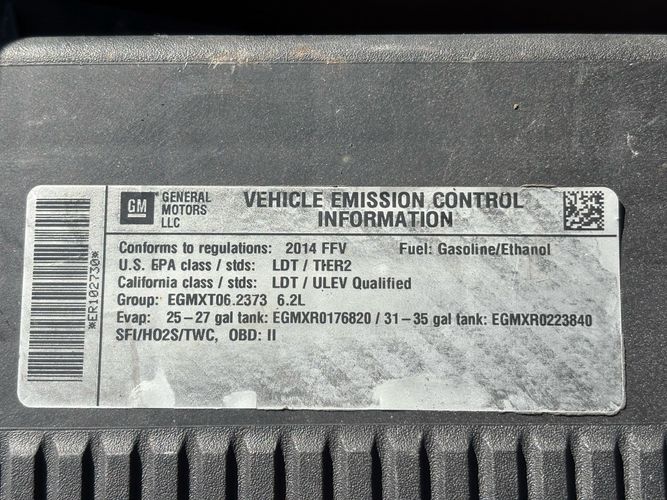 GM
GENERAL
MOTORS
LLC
VEHICLE EMISSION CONTROL
INFORMATION
Conforms to regulations: 2014 FFV Fuel: Gasoline/Ethanol
U.S. EPA class / stds: LDT / TIER2
California class / stds: LDT / ULEV Qualified
Group: EGMXT06.2373 6.2L
Evap: 25-27 gal tank: EGMXR0176820 / 31-35 gal tank: EGMXR0223840
SFI/HO2S/TWC, OBD: II
*ER102730*